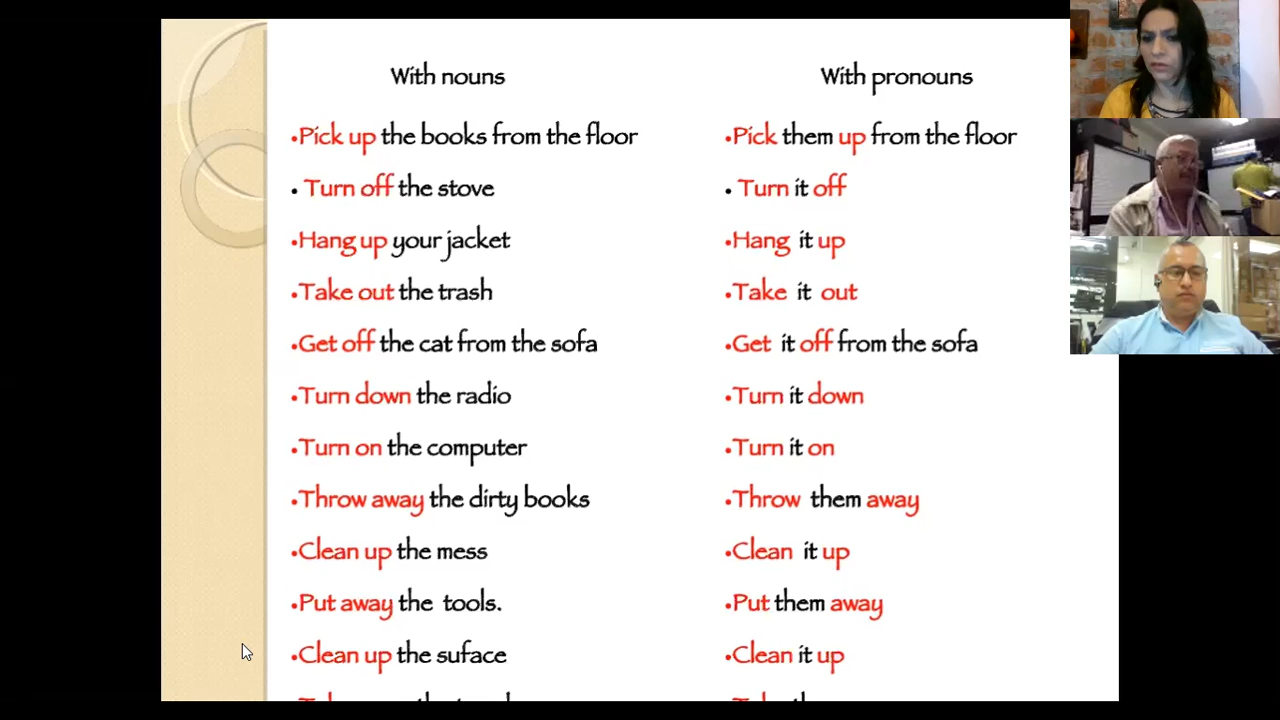 With nouns
With pronouns
•Pick up the books from the floor
•Pick them up from the floor
• Turn off the stove
• Turn it off
•Hang up your jacket
•Hang it up
•Take out the trash
•Take it out
•Get off the cat from the sofa
•Get it off from the sofa
•Turn down the radio
•Turn it down
•Turn on the computer
•Turn it on
•Throw away the dirty books
•Throw them away
•Clean up the mess
•Clean it up
•Put away the tools.
•Put them away
•Clean up the suface
•Clean it up